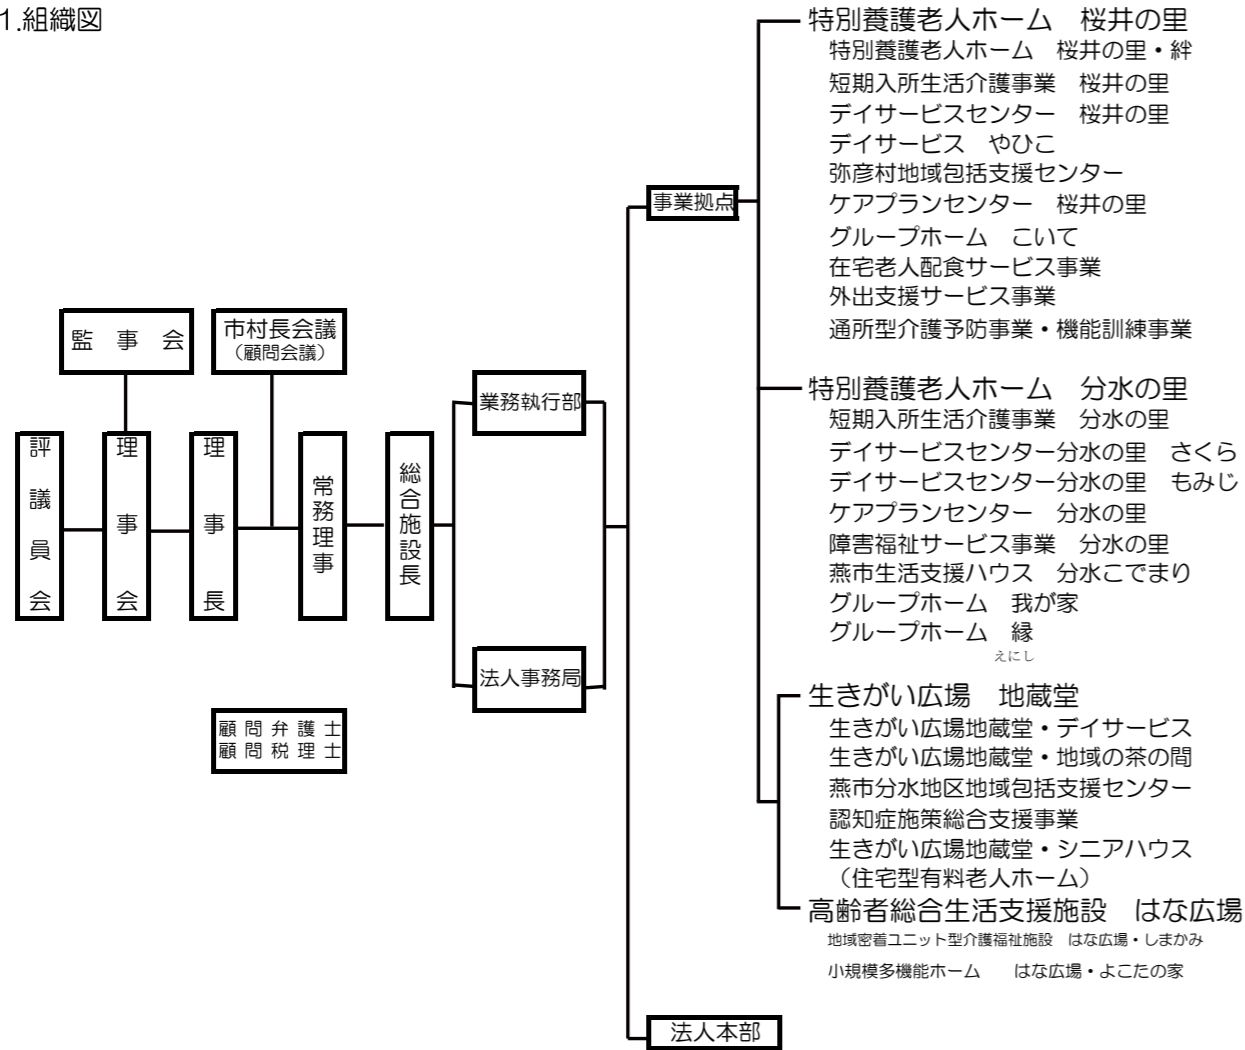 1.組織図
監事会
市村長会議
（顧問会議）
評議員会
理事会
理事長
常務理事
総合施設長
顧問弁護士
顧問税理士
業務執行部
法人事務局
事業拠点
特別養護老人ホーム　桜井の里
特別養護老人ホーム　桜井の里・絆
短期入所生活介護事業　桜井の里
デイサービスセンター　桜井の里
デイサービス　やひこ
弥彦村地域包括支援センター
ケアプランセンター　桜井の里
グループホーム　こいて
在宅老人配食サービス事業
外出支援サービス事業
通所型介護予防事業・機能訓練事業
特別養護老人ホーム　分水の里
短期入所生活介護事業　分水の里
デイサービスセンター分水の里　さくら
デイサービスセンター分水の里　もみじ
ケアプランセンター　分水の里
障害福祉サービス事業　分水の里
燕市生活支援ハウス　分水こでまり
グループホーム　我が家
グループホーム　縁
えにし
生きがい広場　地蔵堂
生きがい広場地蔵堂・デイサービス
生きがい広場地蔵堂・地域の茶の間
燕市分水地区地域包括支援センター
認知症施策総合支援事業
生きがい広場地蔵堂・シニアハウス
（住宅型有料老人ホーム）
高齢者総合生活支援施設　はな広場
地域密着ユニット型介護福祉施設　はな広場・しまかみ
小規模多機能ホーム　　はな広場・よこたの家
法人本部